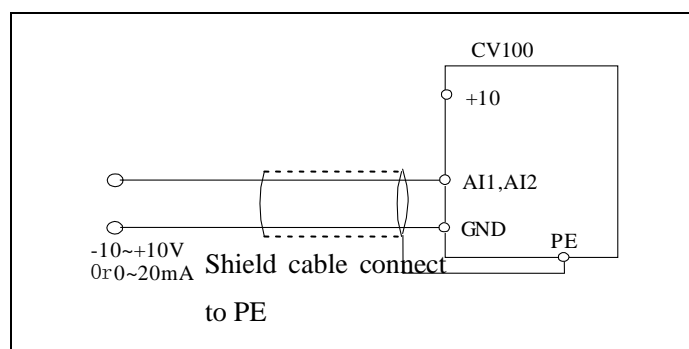 CV100
+10
AI1,AI2
GND
PE
-10~+10V
0r0~20mA
Shield cable connect
to PE